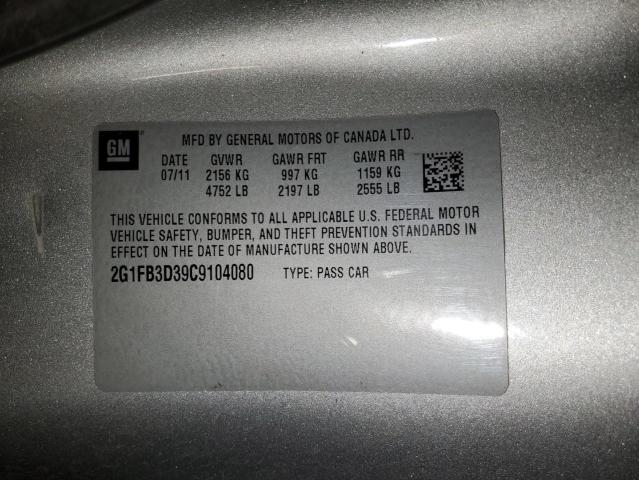 GM
MFD BY GENERAL MOTORS OF CANADA LTD.
DATE GVWR GAWR FRT GAWR RR
07/11 2156 KG 997 KG 1159 KG
4752 LB 2197 LB 2555 LB
THIS VEHICLE CONFORMS TO ALL APPLICABLE U.S. FEDERAL MOTOR
VEHICLE SAFETY, BUMPER, AND THEFT PREVENTION STANDARDS IN
EFFECT ON THE DATE OF MANUFACTURE SHOWN ABOVE.
2G1FB3D39C9104080 TYPE: PASS CAR